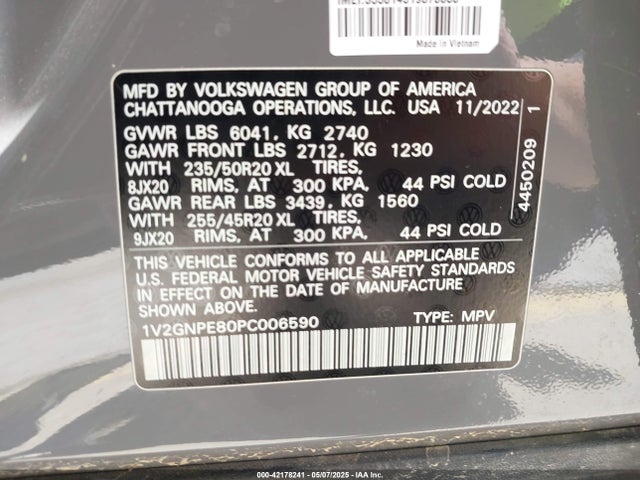 Made in Vietnam
MFD BY VOLKSWAGEN GROUP OF AMERICA
CHATTANOOGA OPERATIONS, LLC. USA 11/2022
GVWR LBS 6041, KG 2740
GAWR FRONT LBS 2712, KG 1230
WITH 235/50R20 XL TIRES,
8JX20 RIMS, AT 300 KPA, 44 PSI COLD
GAWR REAR LBS 3439, KG 1560
WITH 255/45R20 XL TIRES,
9JX20 RIMS, AT 300 KPA, 44 PSI COLD
THIS VEHICLE CONFORMS TO ALL APPLICABLE
U.S. FEDERAL MOTOR VEHICLE SAFETY STANDARDS
IN EFFECT ON THE DATE OF MANUFACTURE
SHOWN ABOVE.
1V2GNPE80PC006590 TYPE: MPV
4450209 1
000-42178241 - 05/07/2025 - IAA Inc.